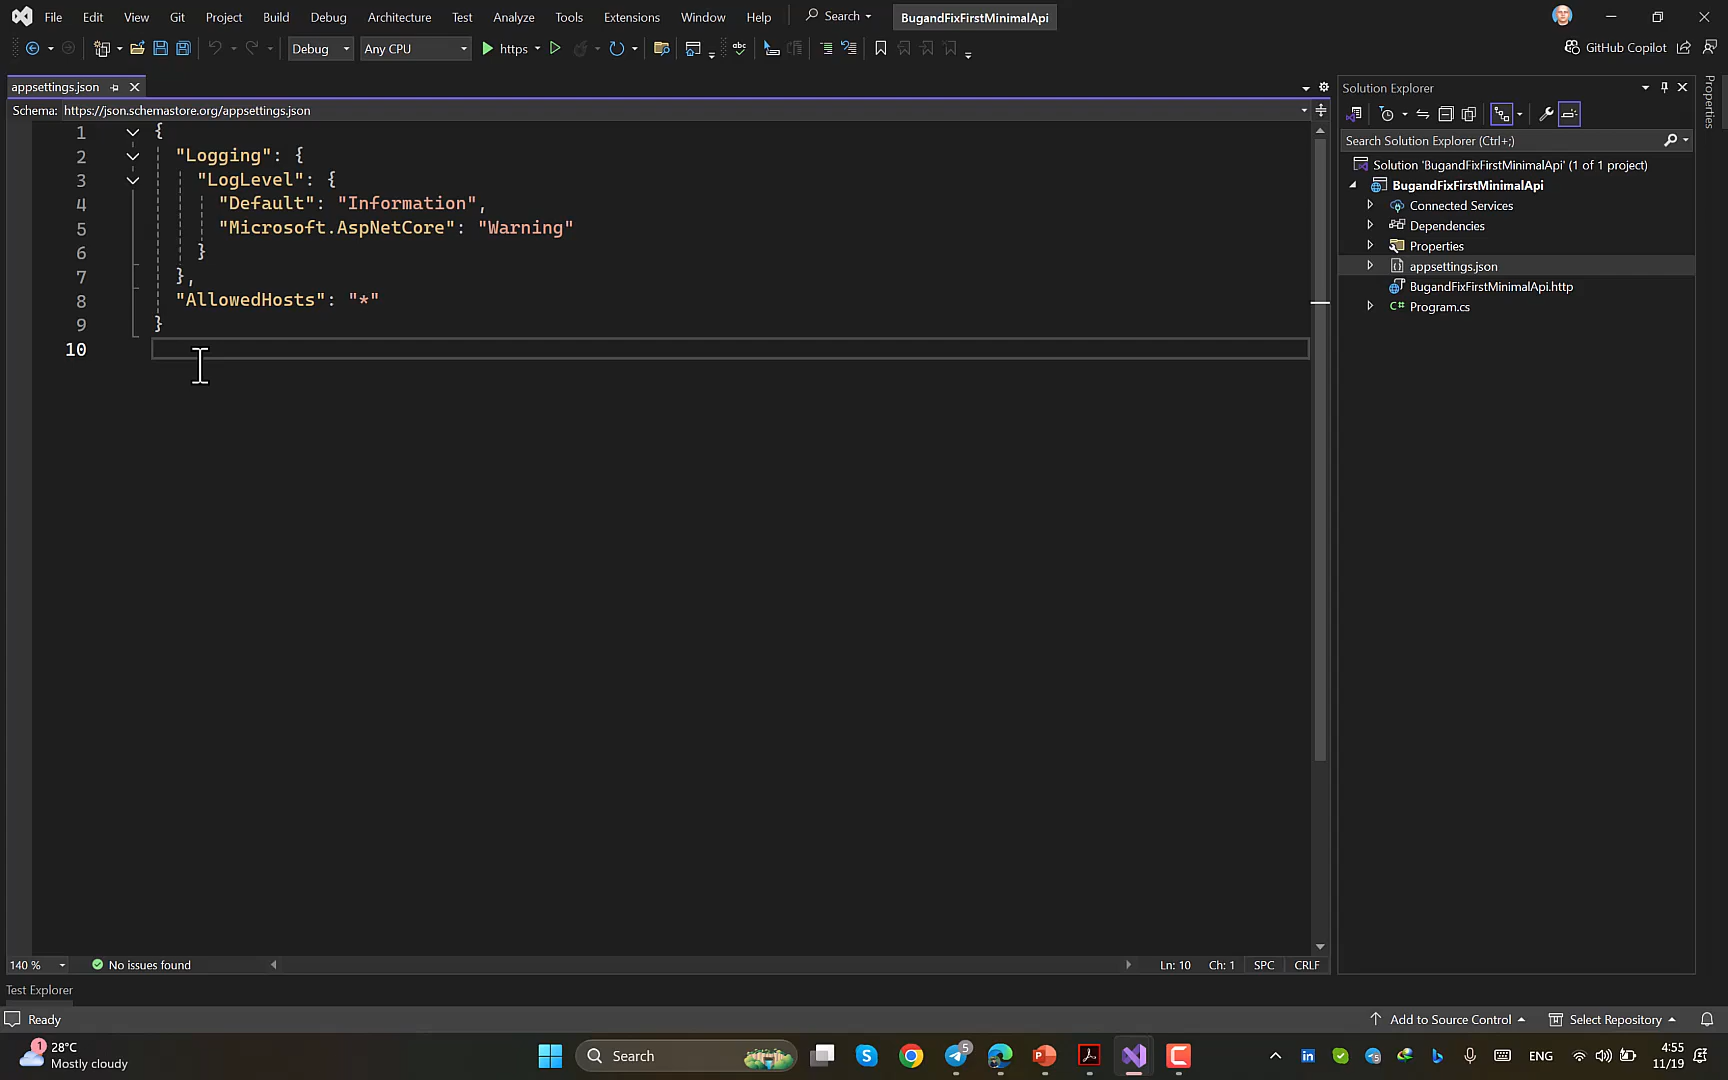 File Edit View Git Project Build Debug Architecture Test Analyze Tools Extensions Window Help Search BugandFixFirstMinimalApi
Debug Any CPU https abc GitHub Copilot
appsettings.json
Schema: https://json.schemastore.org/appsettings.json
1 {
2 "Logging": {
3 "LogLevel": {
4 "Default": "Information",
5 "Microsoft.AspNetCore": "Warning"
6 }
7 },
8 "AllowedHosts": "*"
9 }
10
140 % No issues found Ln: 10 Ch: 1 SPC CRLF
Solution Explorer
Search Solution Explorer (Ctrl+;)
Solution 'BugandFixFirstMinimalApi' (1 of 1 project)
BugandFixFirstMinimalApi
Connected Services
Dependencies
Properties
appsettings.json
BugandFixFirstMinimalApi.http
C# Program.cs
Properties
Test Explorer
Ready Add to Source Control Select Repository
1 28°C
Mostly cloudy
Search
5
ENG
4:55
11/19